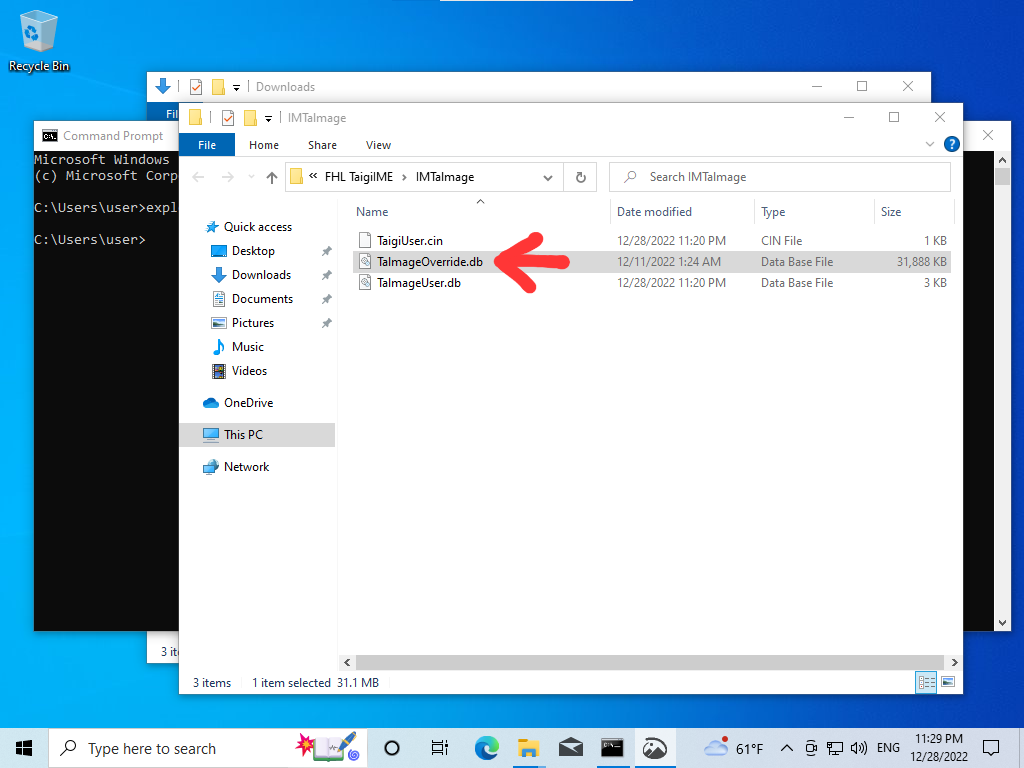 Recycle Bin
Downloads
Fil
IMTaImage
Command Prompt
File Home Share View
Microsoft Windows
(c) Microsoft Corp
« FHL TaigiIME › IMTaImage
Search IMTaImage
C:\Users\user>expl
C:\Users\user>
Name Date modified Type Size
Quick access
Desktop
Downloads
Documents
Pictures
Music
Videos
OneDrive
This PC
Network
TaigiUser.cin 12/28/2022 11:20 PM CIN File 1 KB
TaImageOverride.db 12/11/2022 1:24 AM Data Base File 31,888 KB
TaImageUser.db 12/28/2022 11:20 PM Data Base File 3 KB
3 it
3 items 1 item selected 31.1 MB
Type here to search
61°F
ENG
11:29 PM
12/28/2022